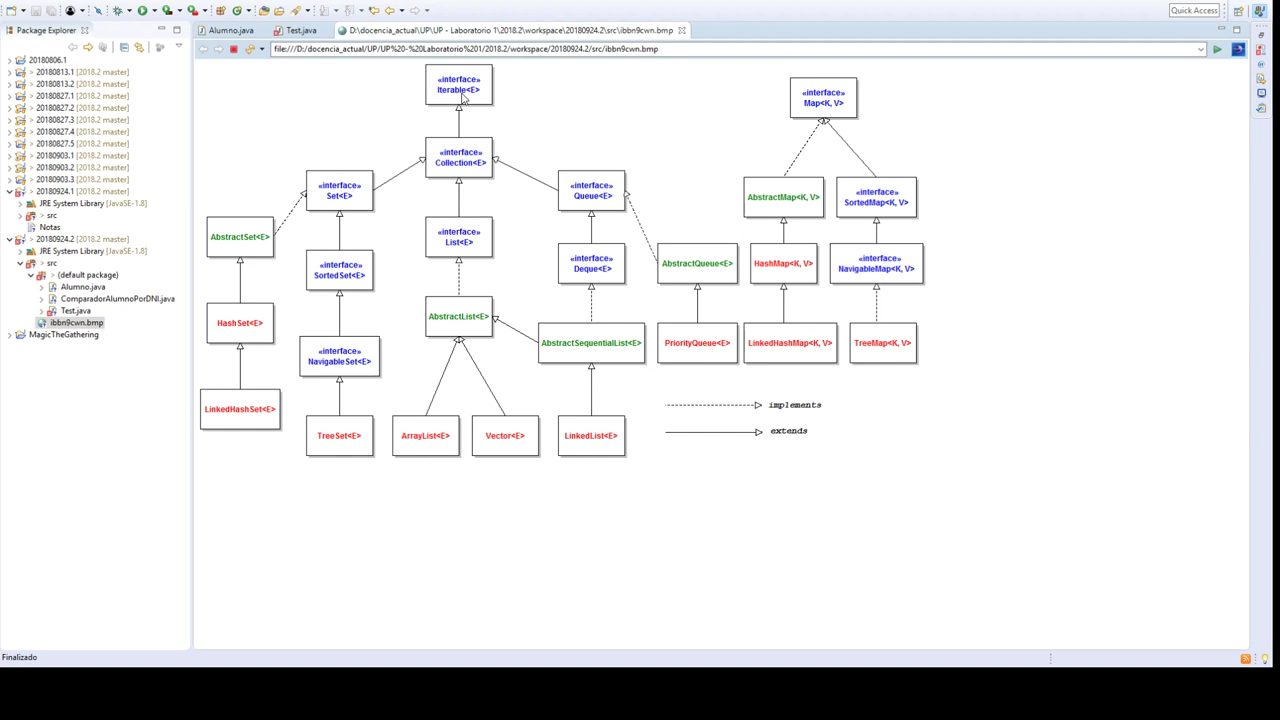 Quick Access
Package Explorer
Alumno.java
Test.java
D:\docencia_actual\UP\UP - Laboratorio 1\2018.2\workspace\20180924.2\src\ibbn9cwn.bmp
file:///D:/docencia_actual/UP/UP%20-%20Laboratorio%201/2018.2/workspace/20180924.2/src/ibbn9cwn.bmp
20180806.1
> 20180813.1 [2018.2 master]
> 20180813.2 [2018.2 master]
> 20180827.1 [2018.2 master]
> 20180827.2 [2018.2 master]
> 20180827.3 [2018.2 master]
> 20180827.4 [2018.2 master]
> 20180827.5 [2018.2 master]
> 20180903.1 [2018.2 master]
> 20180903.2 [2018.2 master]
> 20180903.3 [2018.2 master]
> 20180924.1 [2018.2 master]
JRE System Library [JavaSE-1.8]
> src
Notas
> 20180924.2 [2018.2 master]
JRE System Library [JavaSE-1.8]
> src
> (default package)
Alumno.java
ComparadorAlumnoPorDNI.java
Test.java
ibbn9cwn.bmp
MagicTheGathering
«interface»
Iterable<E>
«interface»
Map<K, V>
«interface»
Collection<E>
«interface»
Set<E>
«interface»
Queue<E>
AbstractMap<K, V>
«interface»
SortedMap<K, V>
AbstractSet<E>
«interface»
List<E>
«interface»
SortedSet<E>
«interface»
Deque<E>
AbstractQueue<E>
HashMap<K, V>
«interface»
NavigableMap<K, V>
HashSet<E>
AbstractList<E>
«interface»
NavigableSet<E>
AbstractSequentialList<E>
PriorityQueue<E>
LinkedHashMap<K, V>
TreeMap<K, V>
LinkedHashSet<E>
TreeSet<E>
ArrayList<E>
Vector<E>
LinkedList<E>
implements
extends
Finalizado